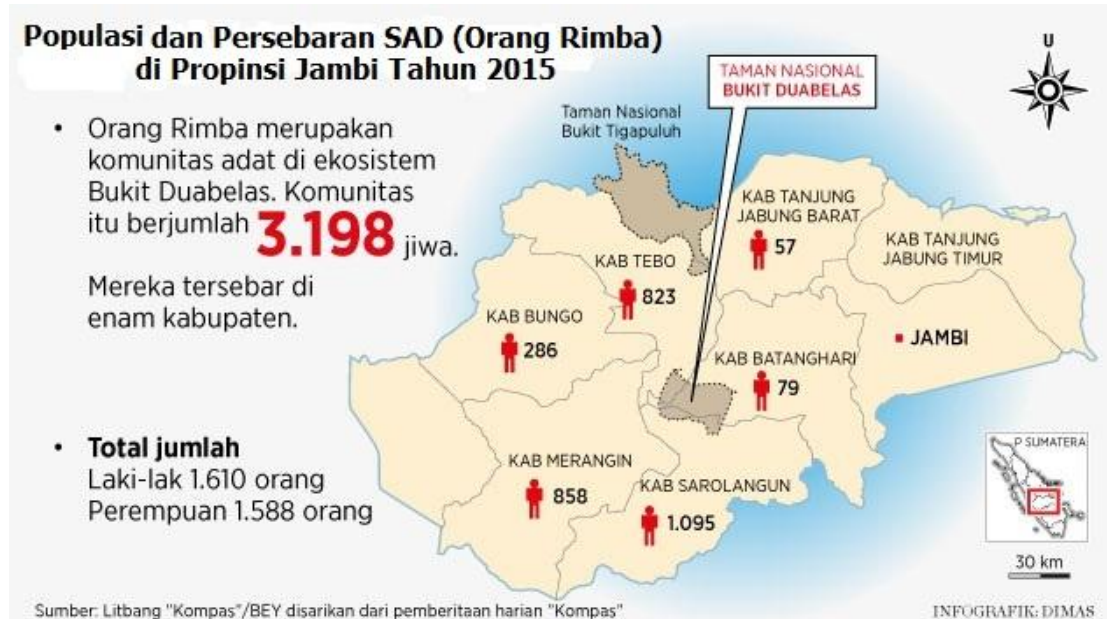 Populasi dan Persebaran SAD (Orang Rimba)
di Propinsi Jambi Tahun 2015
• Orang Rimba merupakan
komunitas adat di ekosistem
Bukit Duabelas. Komunitas
itu berjumlah 3.198 jiwa.
Mereka tersebar di
enam kabupaten.
• Total jumlah
Laki-lak 1.610 orang
Perempuan 1.588 orang
U
TAMAN NASIONAL
BUKIT DUABELAS
Taman Nasional
Bukit Tigapuluh
KAB TANJUNG
JABUNG BARAT
57
KAB TANJUNG
JABUNG TIMUR
KAB TEBO
823
KAB BUNGO
286
JAMBI
KAB BATANGHARI
79
KAB MERANGIN
858
KAB SAROLANGUN
1.095
P SUMATERA
30 km
Sumber: Litbang "Kompas"/BEY disarikan dari pemberitaan harian "Kompas"
INFOGRAFIK: DIMAS